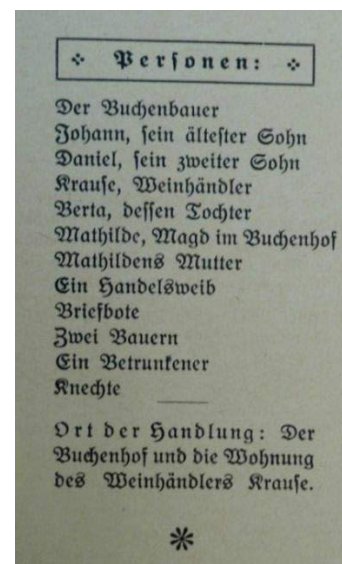 Personen:
Der Buchenbauer
Johann, sein ältester Sohn
Daniel, sein zweiter Sohn
Krause, Weinhändler
Berta, dessen Tochter
Mathilde, Magd im Buchenhof
Mathildens Mutter
Ein Handelsweib
Briefbote
Zwei Bauern
Ein Betrunkener
Knechte
Ort der Handlung: Der
Buchenhof und die Wohnung
des Weinhändlers Krause.